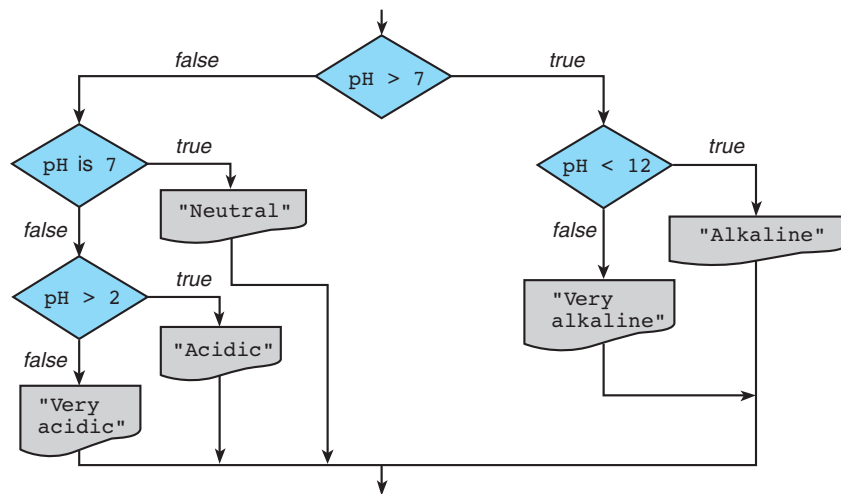 false
true
pH > 7
true
true
pH is 7
pH < 12
"Neutral"
false
false
"Alkaline"
true
pH > 2
"Very
alkaline"
false
"Acidic"
"Very
acidic"